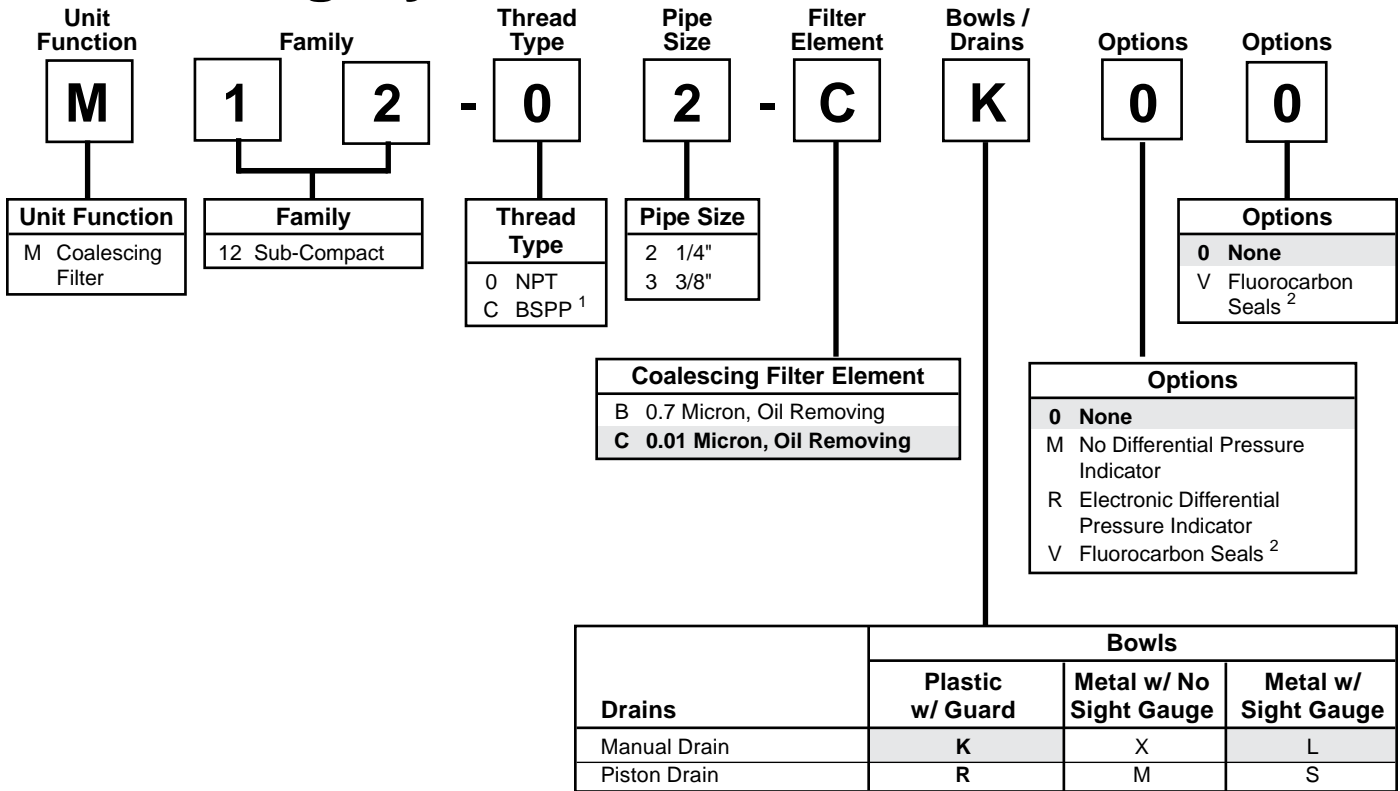 Unit Function
Family
Thread Type
Pipe Size
Filter Element
Bowls / Drains
Options
Options
M 1 2 - 0 2 - C K 0 0
Unit Function
M Coalescing
Filter
Family
12 Sub-Compact
Thread
Type
0 NPT
C BSPP 1
Pipe Size
2 1/4"
3 3/8"
Options
0 None
V Fluorocarbon
Seals 2
Coalescing Filter Element
B 0.7 Micron, Oil Removing
C 0.01 Micron, Oil Removing
Options
0 None
M No Differential Pressure
Indicator
R Electronic Differential
Pressure Indicator
V Fluorocarbon Seals 2
Bowls
Drains
Plastic
w/ Guard
Metal w/ No
Sight Gauge
Metal w/
Sight Gauge
Manual Drain K X L
Piston Drain R M S